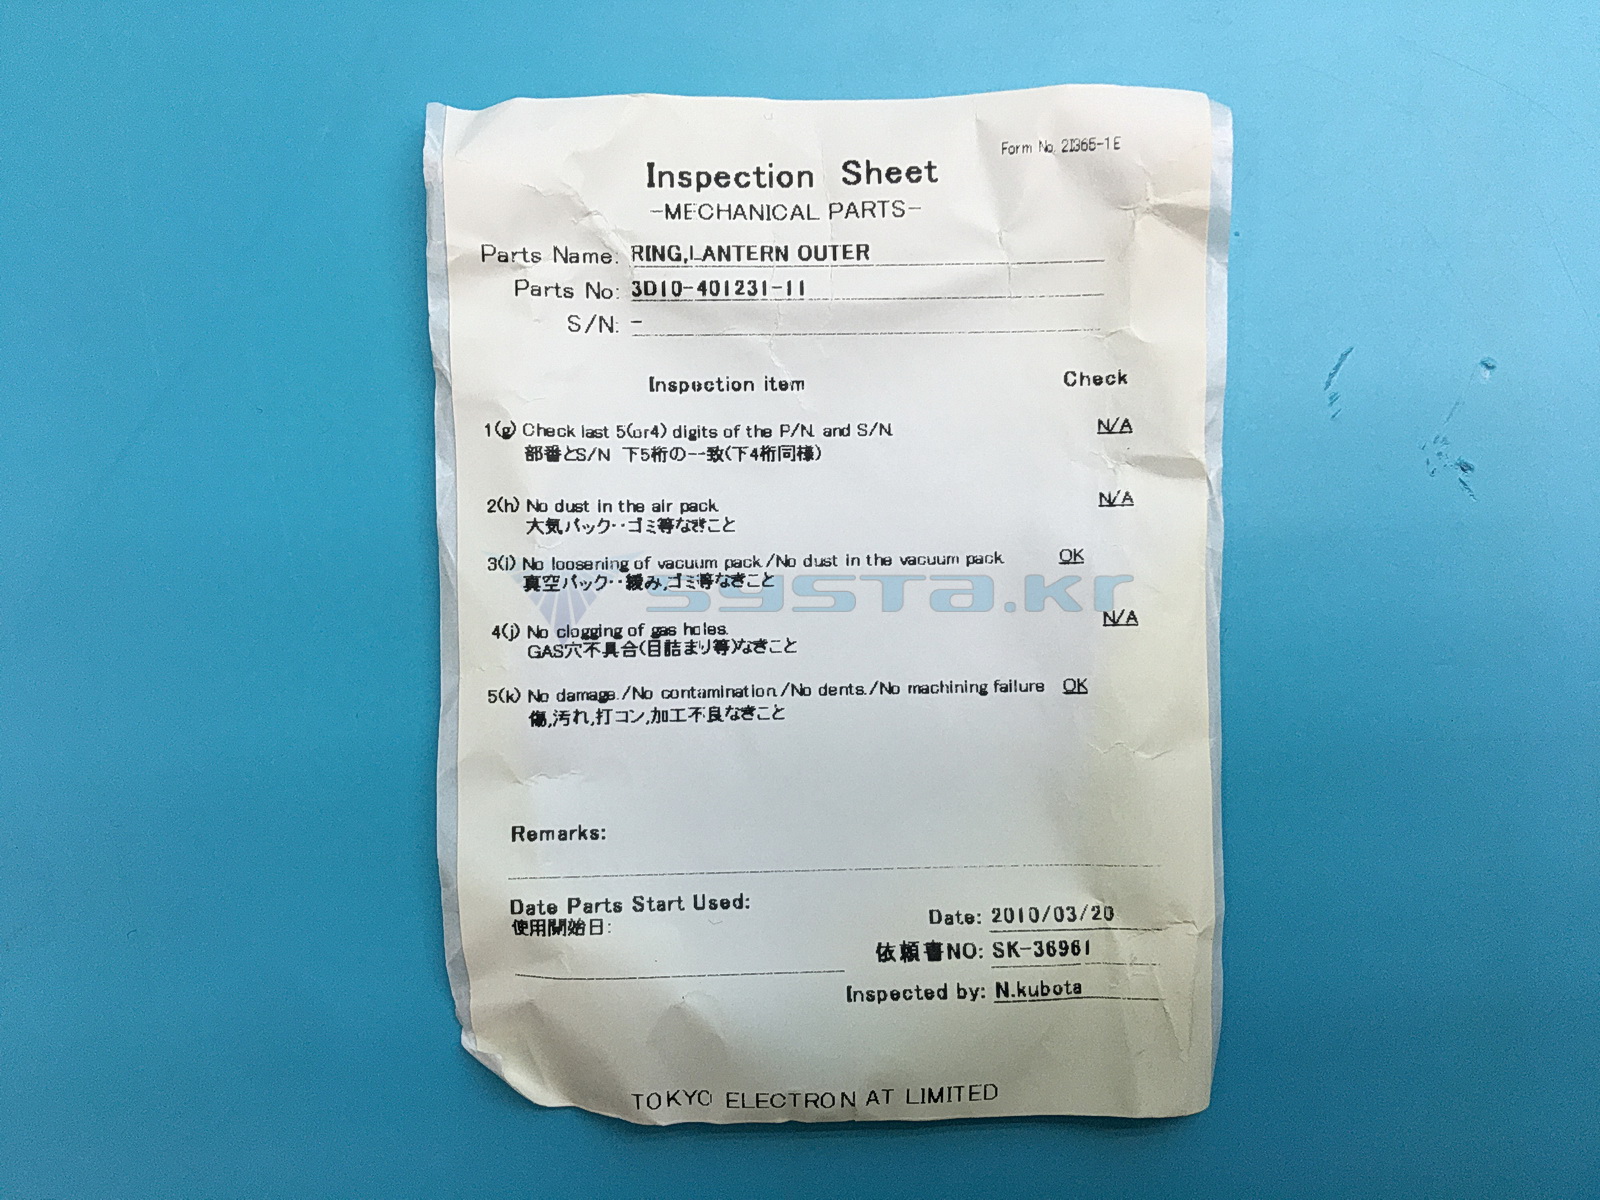 Form No. 2I365-1E
Inspection Sheet
-MECHANICAL PARTS-
Parts Name: RING,LANTERN OUTER
Parts No: 3D10-401231-11
S/N: -
Inspection item Check
1(g) Check last 5(or4) digits of the P/N. and S/N. N/A
部番とS/N 下5桁の一致(下4桁同様)
2(h) No dust in the air pack. N/A
大気パック‥ゴミ等なきこと
3(i) No loosening of vacuum pack./No dust in the vacuum pack. OK
真空パック‥緩み,ゴミ等なきこと
systa.kr
4(j) No clogging of gas holes. N/A
GAS穴不具合(目詰まり等)なきこと
5(k) No damage./No contamination./No dents./No machining failure OK
傷,汚れ,打コン,加工不良なきこと
Remarks:
Date Parts Start Used:
使用開始日:
Date: 2010/03/20
依頼書NO: SK-36961
Inspected by: N.kubota
TOKYO ELECTRON AT LIMITED